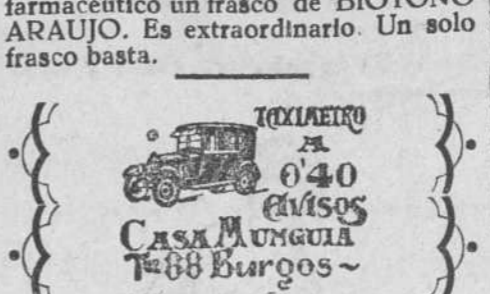 farmacéutico un frasco de BIOTONO
ARAUJO. Es extraordinario. Un solo
frasco basta.
TAXIMETRO
A
0'40
AVISOS
CASA MUNGUIA
Tno 88 Burgos~